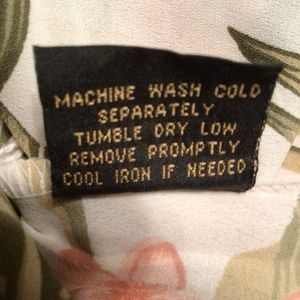 MACHINE WASH COLD
SEPARATELY
TUMBLE DRY LOW
REMOVE PROMPTLY
COOL IRON IF NEEDED